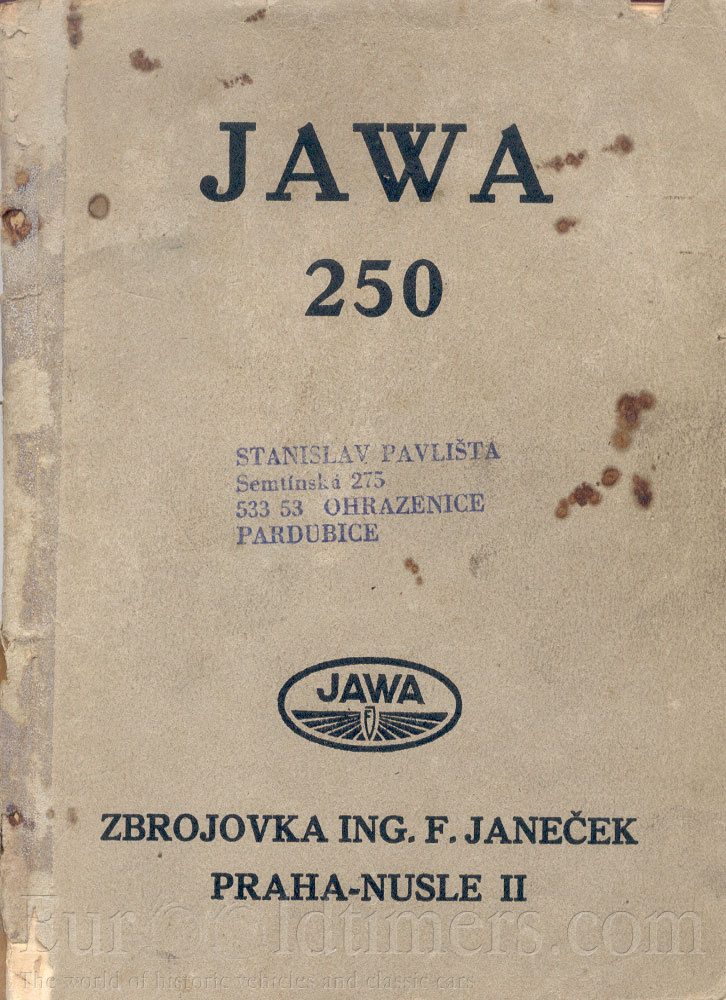 JAWA
250
STANISLAV PAVLIŠTA
Semtínská 275
533 53 OHRAZENICE
PARDUBICE
JAWA
ZBROJOVKA ING. F. JANEČEK
PRAHA-NUSLE II
Eur©Oldtimers.com
The world of historic vehicles and classic cars